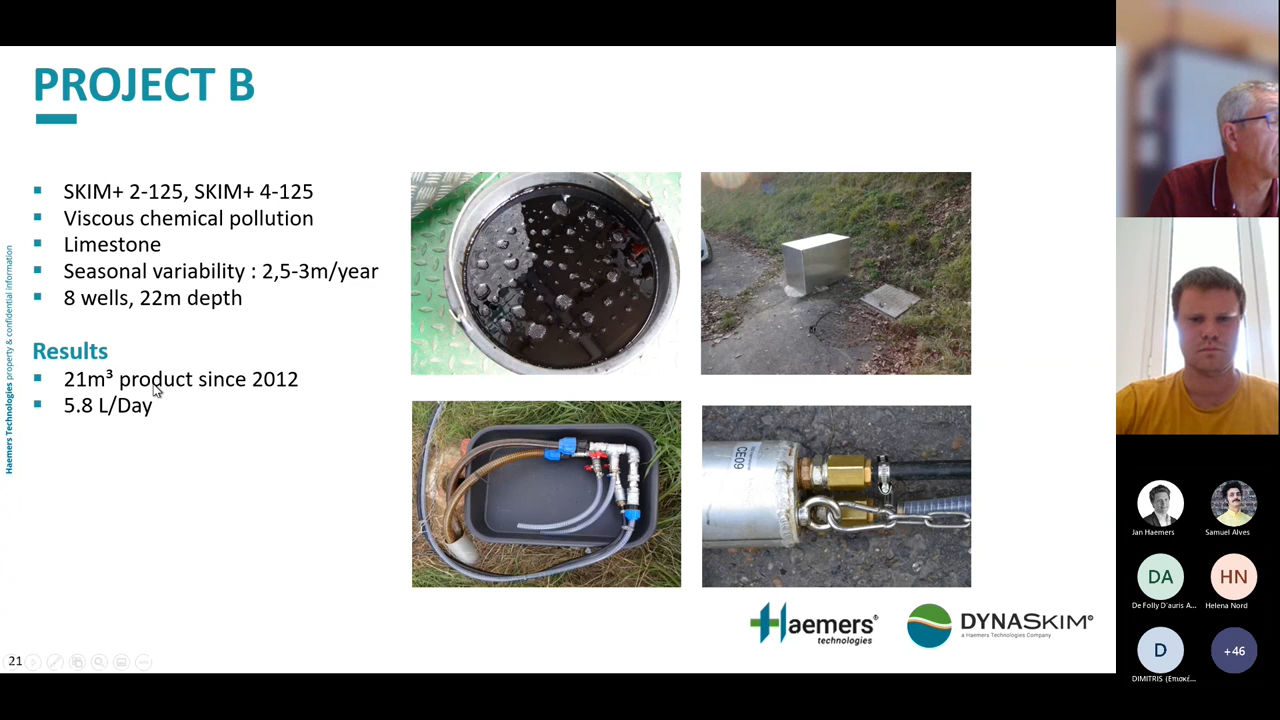 PROJECT B
SKIM+ 2-125, SKIM+ 4-125
Viscous chemical pollution
Limestone
Seasonal variability : 2,5-3m/year
8 wells, 22m depth
Results
21m³ product since 2012
5.8 L/Day
Haemers Technologies property & confidential information
CE09
Haemers®
technologies
DYNASKIM®
a Haemers Technologies Company
21
Jan Haemers
Samuel Alves
DA
HN
De Folly D'auris A...
Helena Nord
D
+46
DIMITRIS (Επισκέ...